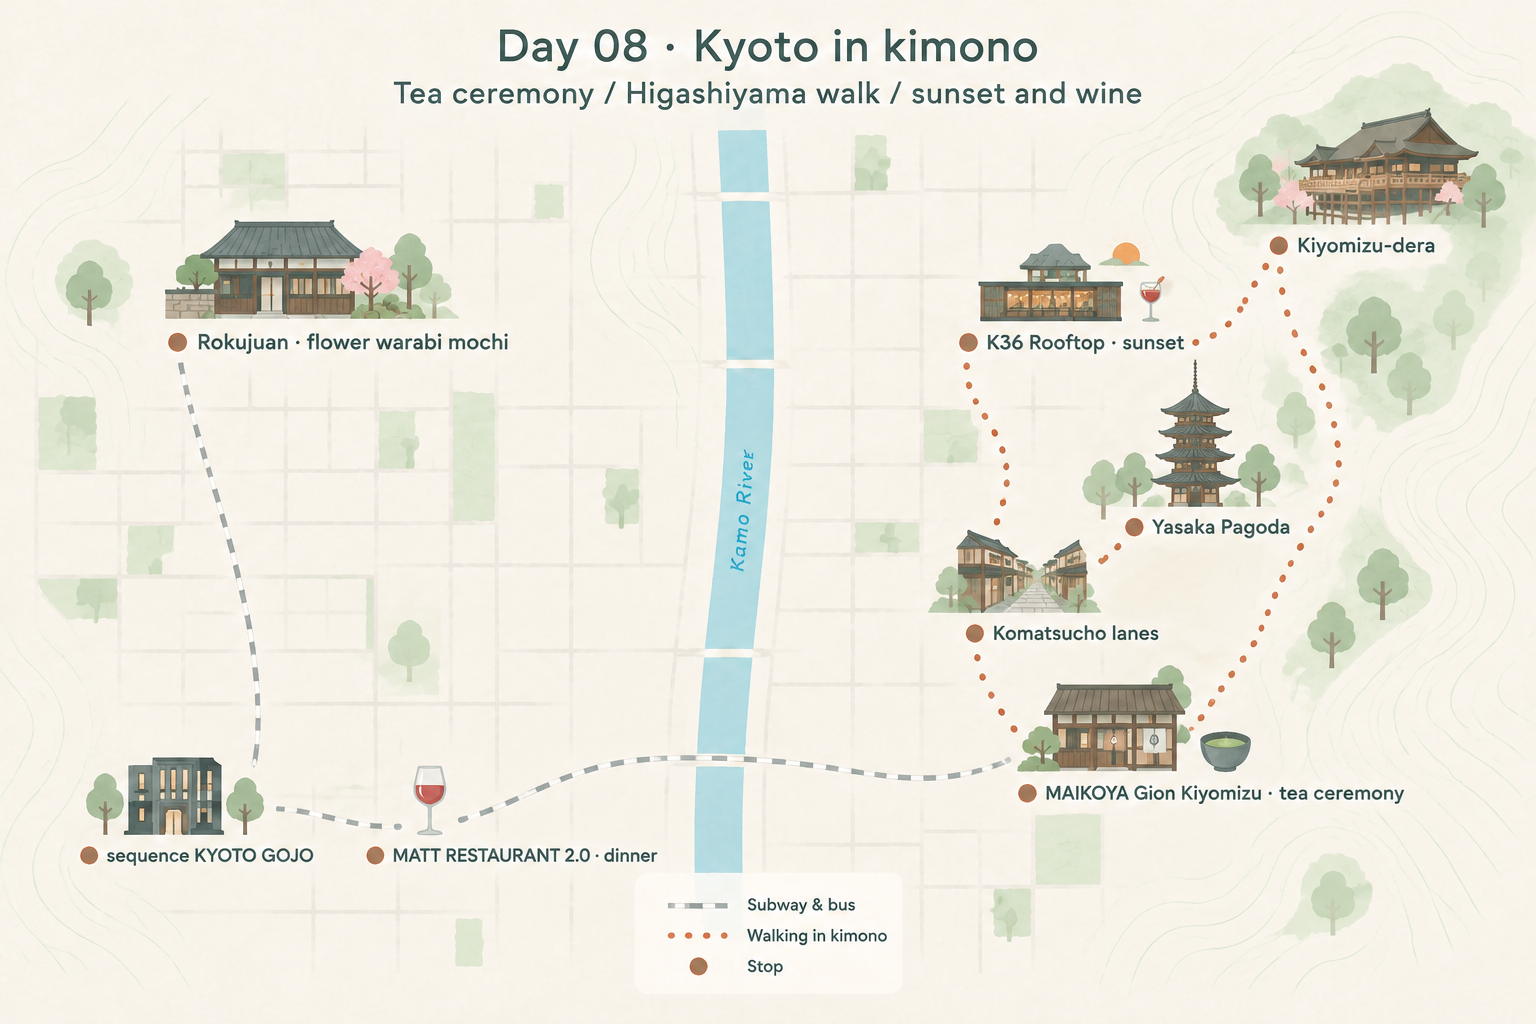 Day 08 · Kyoto in kimono
Tea ceremony / Higashiyama walk / sunset and wine
Kiyomizu-dera
Rokujuan · flower warabi mochi
K36 Rooftop · sunset
Kamo River
Yasaka Pagoda
Komatsucho lanes
MAIKOYA Gion Kiyomizu · tea ceremony
sequence KYOTO GOJO
MATT RESTAURANT 2.0 · dinner
Subway & bus
Walking in kimono
Stop